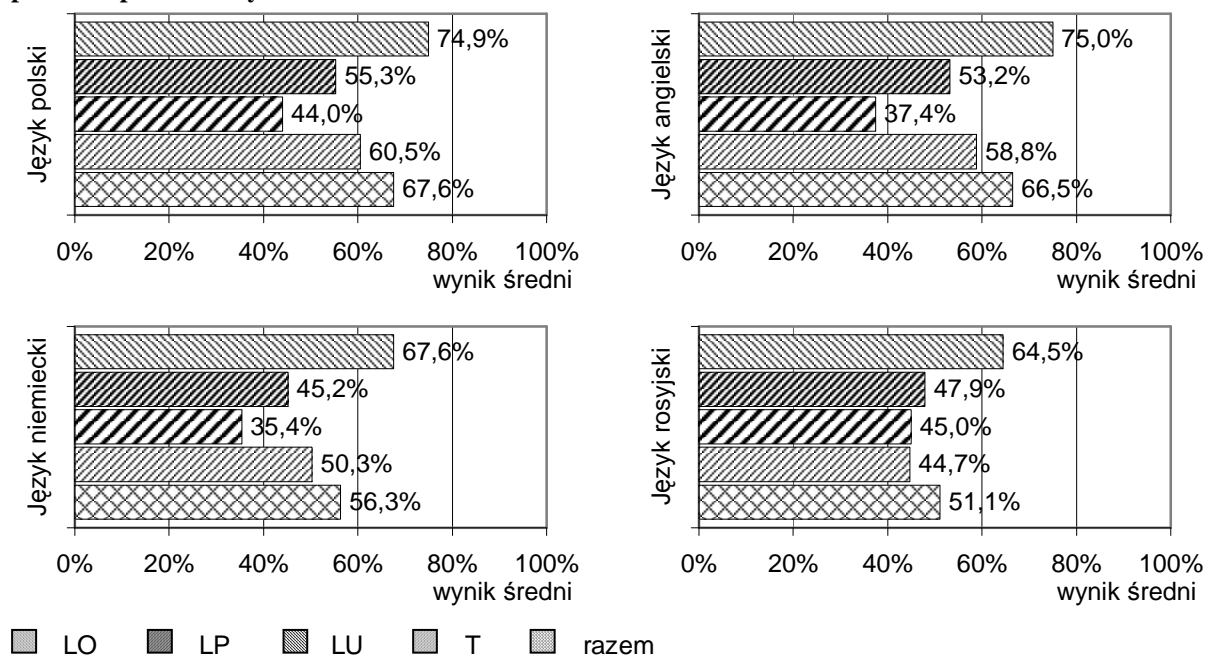 Język polski
74,9%
55,3%
44,0%
60,5%
67,6%
0% 20% 40% 60% 80% 100%
wynik średni
Język angielski
75,0%
53,2%
37,4%
58,8%
66,5%
0% 20% 40% 60% 80% 100%
wynik średni
Język niemiecki
67,6%
45,2%
35,4%
50,3%
56,3%
0% 20% 40% 60% 80% 100%
wynik średni
Język rosyjski
64,5%
47,9%
45,0%
44,7%
51,1%
0% 20% 40% 60% 80% 100%
wynik średni
LO LP LU T razem